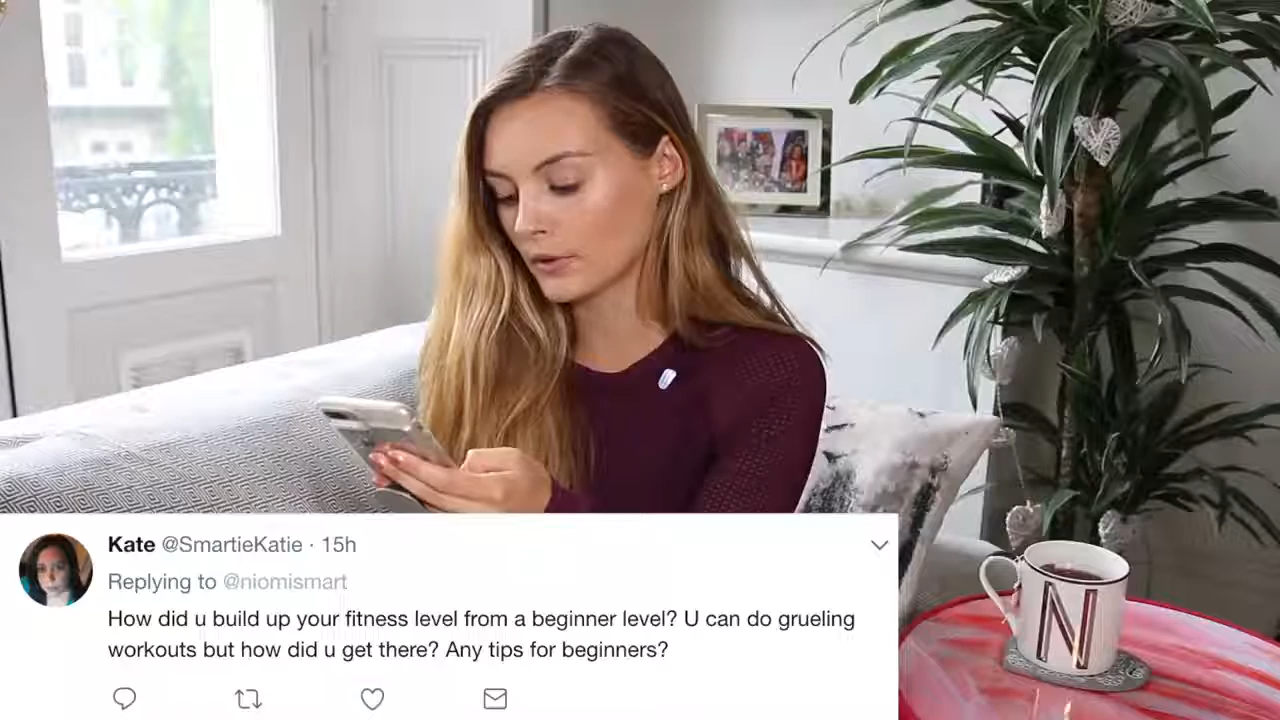 Kate @SmartieKatie · 15h
Replying to @niomismart
How did u build up your fitness level from a beginner level? U can do grueling
workouts but how did u get there? Any tips for beginners?
N